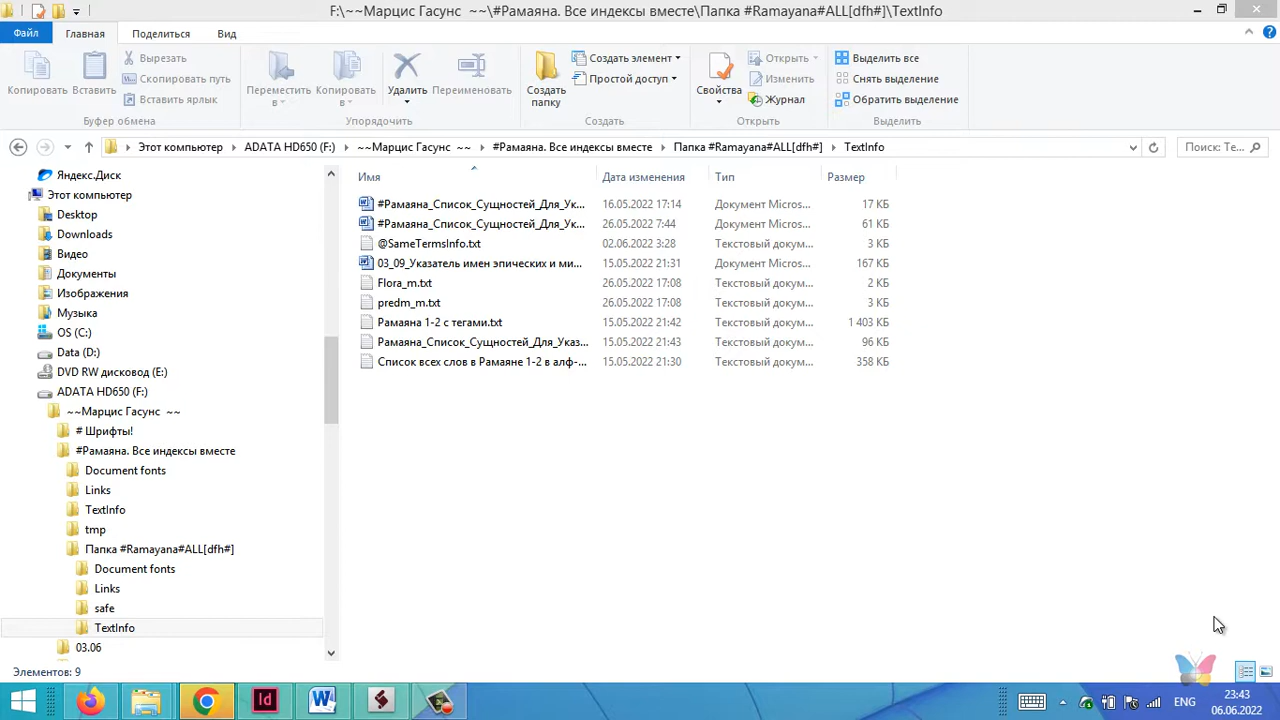 F:\~~Марцис Гасунс  ~~\#Рамаяна. Все индексы вместе\Папка #Ramayana#ALL[dfh#]\TextInfo
Файл Главная Поделиться Вид
Копировать Вставить Вырезать Скопировать путь Вставить ярлык
Переместить в Копировать в Удалить Переименовать
Создать папку Создать элемент Простой доступ
Свойства Открыть Изменить Журнал
Выделить все Снять выделение Обратить выделение
Буфер обмена Упорядочить Создать Открыть Выделить
Этот компьютер ADATA HD650 (F:) ~~Марцис Гасунс  ~~ #Рамаяна. Все индексы вместе Папка #Ramayana#ALL[dfh#] TextInfo Поиск: Te...
Яндекс.Диск
Этот компьютер
Desktop
Downloads
Видео
Документы
Изображения
Музыка
OS (C:)
Data (D:)
DVD RW дисковод (E:)
ADATA HD650 (F:)
~~Марцис Гасунс  ~~
# Шрифты!
#Рамаяна. Все индексы вместе
Document fonts
Links
TextInfo
tmp
Папка #Ramayana#ALL[dfh#]
Document fonts
Links
safe
TextInfo
03.06
Имя Дата изменения Тип Размер
#Рамаяна_Список_Сущностей_Для_Ук... 16.05.2022 17:14 Документ Micros... 17 КБ
#Рамаяна_Список_Сущностей_Для_Ук... 26.05.2022 7:44 Документ Micros... 61 КБ
@SameTermsInfo.txt 02.06.2022 3:28 Текстовый докум... 3 КБ
03_09_Указатель имен эпических и ми... 15.05.2022 21:31 Документ Micros... 167 КБ
Flora_m.txt 26.05.2022 17:08 Текстовый докум... 2 КБ
predm_m.txt 26.05.2022 17:08 Текстовый докум... 3 КБ
Рамаяна 1-2 с тегами.txt 15.05.2022 21:42 Текстовый докум... 1 403 КБ
Рамаяна_Список_Сущностей_Для_Указ... 15.05.2022 21:43 Текстовый докум... 96 КБ
Список всех слов в Рамаяне 1-2 в алф-... 15.05.2022 21:30 Текстовый докум... 358 КБ
Элементов: 9
ENG 23:43
06.06.2022